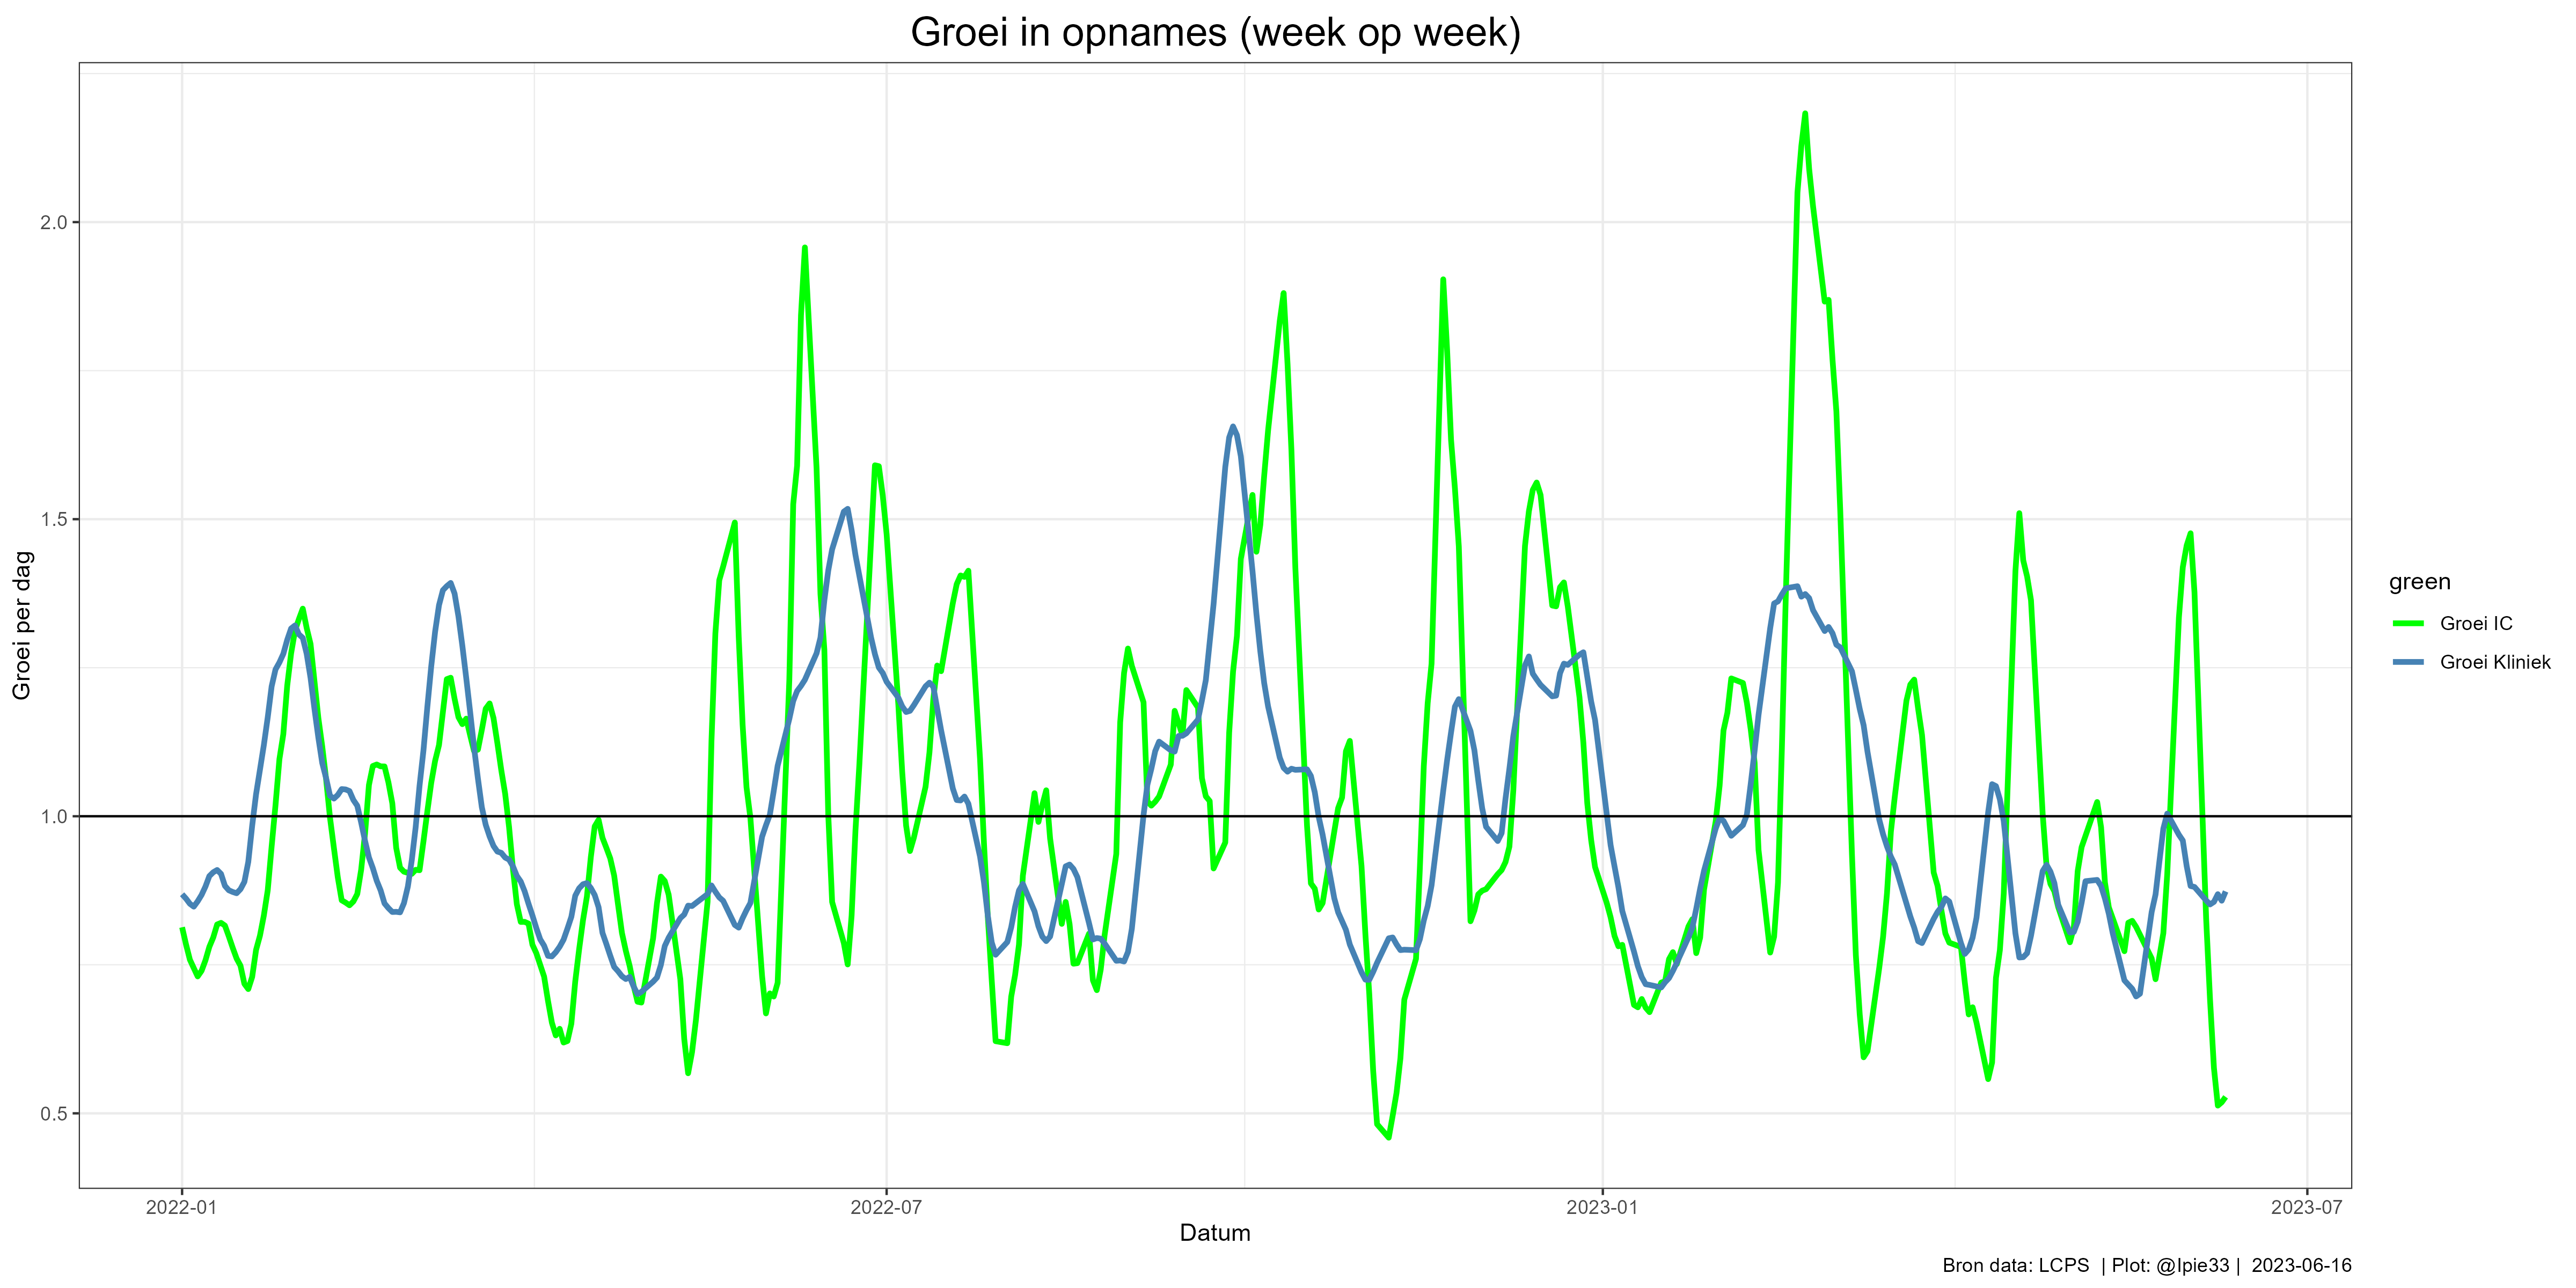 Groei in opnames (week op week)
Groei per dag
2.0
1.5
1.0
0.5
2022-01
2022-07
2023-01
2023-07
Datum
green
Groei IC
Groei Kliniek
Bron data: LCPS | Plot: @lpie33 | 2023-06-16